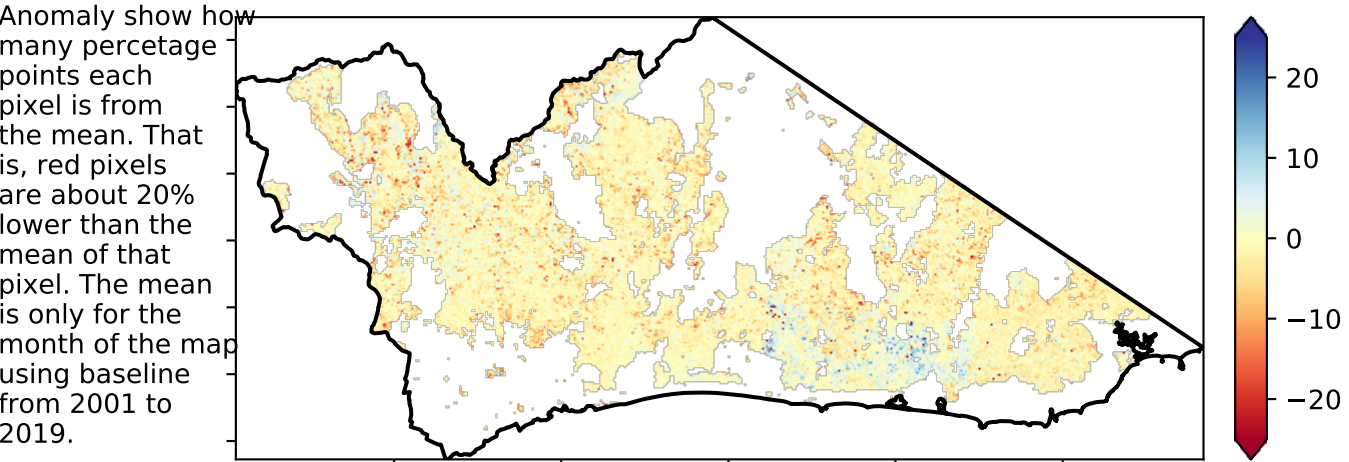 Anomaly show how
many percetage
points each
pixel is from
the mean. That
is, red pixels
are about 20%
lower than the
mean of that
pixel. The mean
is only for the
month of the map
using baseline
from 2001 to
2019.
20
10
0
−10
−20